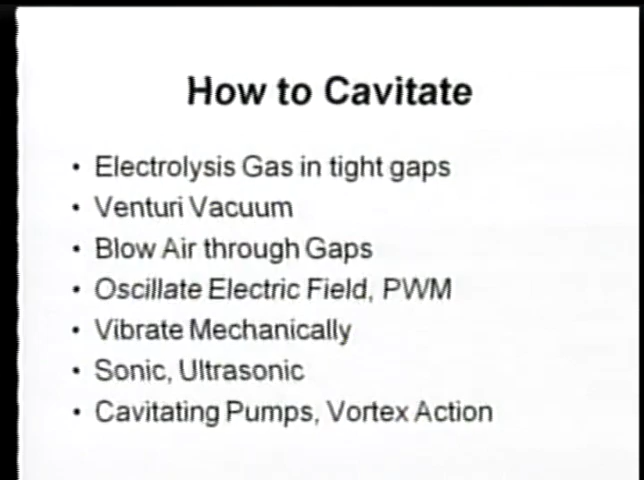 How to Cavitate
• Electrolysis Gas in tight gaps
• Venturi Vacuum
• Blow Air through Gaps
• Oscillate Electric Field, PWM
• Vibrate Mechanically
• Sonic, Ultrasonic
• Cavitating Pumps, Vortex Action